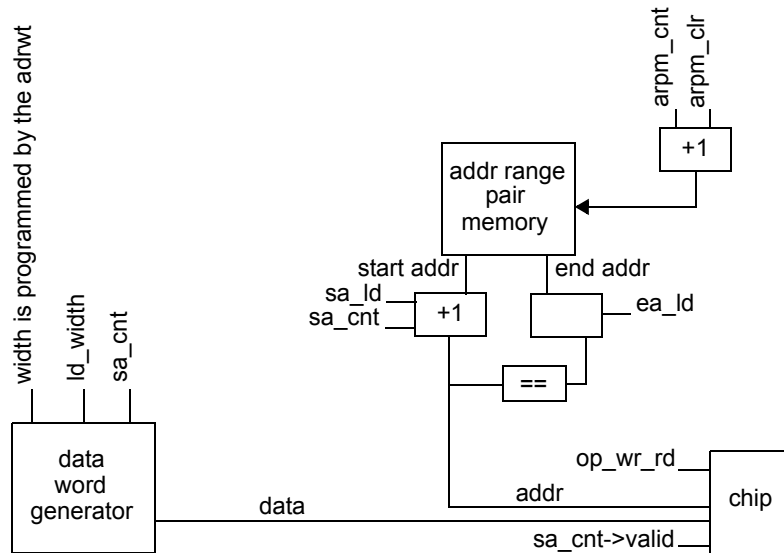 arpm_cnt
arpm_clr
+1
addr range
pair
memory
start addr
end addr
sa_ld
sa_cnt
+1
ea_ld
==
width is programmed by the adrwt
ld_width
sa_cnt
data
word
generator
data
op_wr_rd
addr
chip
sa_cnt->valid